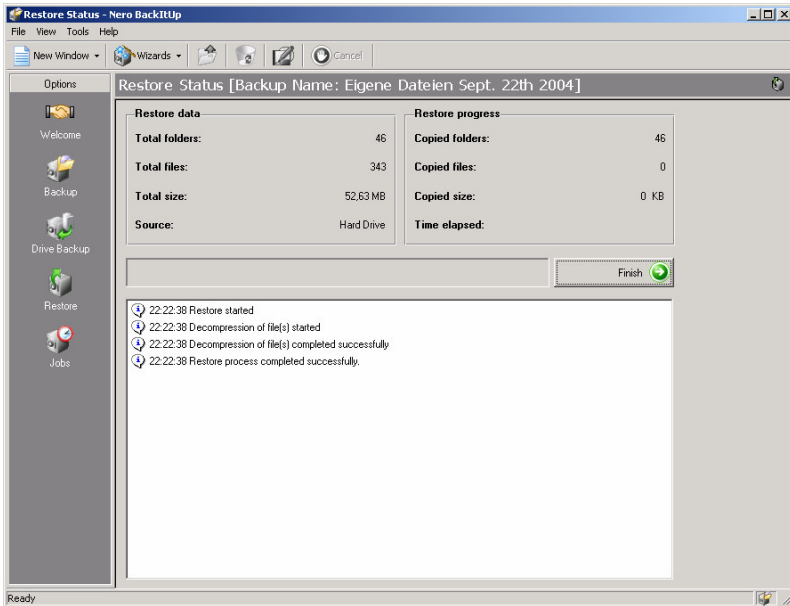 Restore Status - Nero BackItUp
File View Tools Help
New Window Wizards Cancel
Options
Restore Status [Backup Name: Eigene Dateien Sept. 22th 2004]
Welcome
Backup
Drive Backup
Restore
Jobs
Restore data
Total folders: 46
Total files: 343
Total size: 52,63 MB
Source: Hard Drive
Restore progress
Copied folders: 46
Copied files: 0
Copied size: 0 KB
Time elapsed:
Finish
22:22:38 Restore started
22:22:38 Decompression of file(s) started
22:22:38 Decompression of file(s) completed successfully
22:22:38 Restore process completed successfully.
Ready